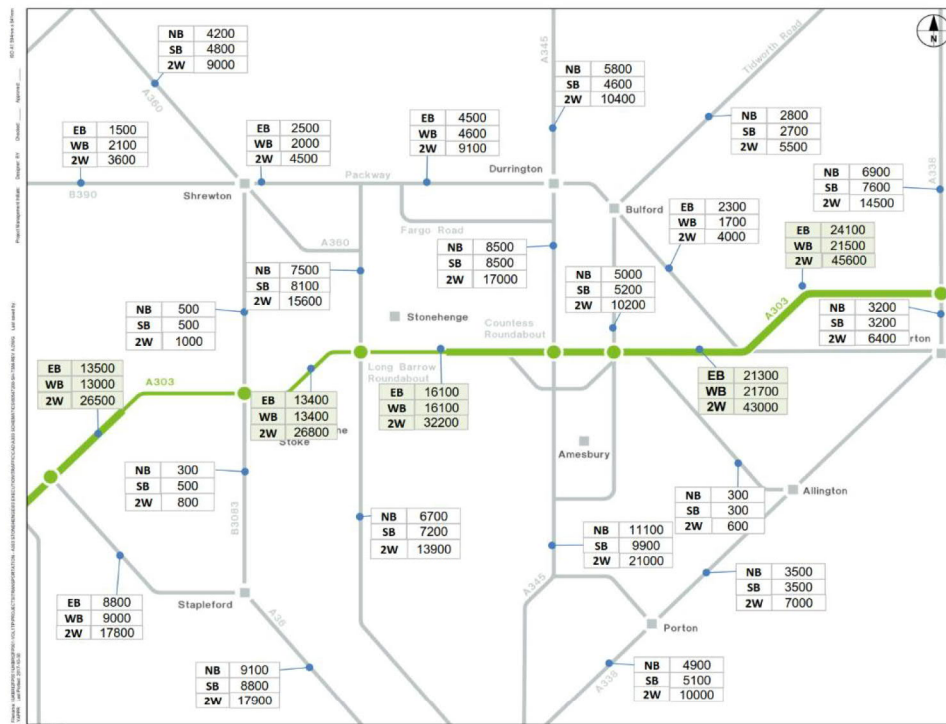 NB 4200
SB 4800
2W 9000
A360
A345
Tidworth Road
N
NB 5800
SB 4600
2W 10400
NB 2800
SB 2700
2W 5500
EB 1500
WB 2100
2W 3600
EB 2500
WB 2000
2W 4500
EB 4500
WB 4600
2W 9100
NB 6900
SB 7600
2W 14500
A338
B390
Shrewton
Packway
Durrington
Bulford
Fargo Road
A360
EB 2300
WB 1700
2W 4000
EB 24100
WB 21500
2W 45600
NB 7500
SB 8100
2W 15600
NB 8500
SB 8500
2W 17000
NB 5000
SB 5200
2W 10200
NB 500
SB 500
2W 1000
Stonehenge
Countess
Roundabout
A303
NB 3200
SB 3200
2W 6400
rton
Long Barrow
Roundabout
EB 13500
WB 13000
2W 26500
A303
EB 13400
WB 13400
2W 26800
ne
Stoke
EB 16100
WB 16100
2W 32200
EB 21300
WB 21700
2W 43000
Amesbury
NB 300
SB 500
2W 800
B3083
NB 6700
SB 7200
2W 13900
NB 300
SB 300
2W 600
Allington
NB 11100
SB 9900
2W 21000
A345
NB 3500
SB 3500
2W 7000
EB 8800
WB 9000
2W 17800
Stapleford
A36
Porton
NB 9100
SB 8800
2W 17900
A338
NB 4900
SB 5100
2W 10000